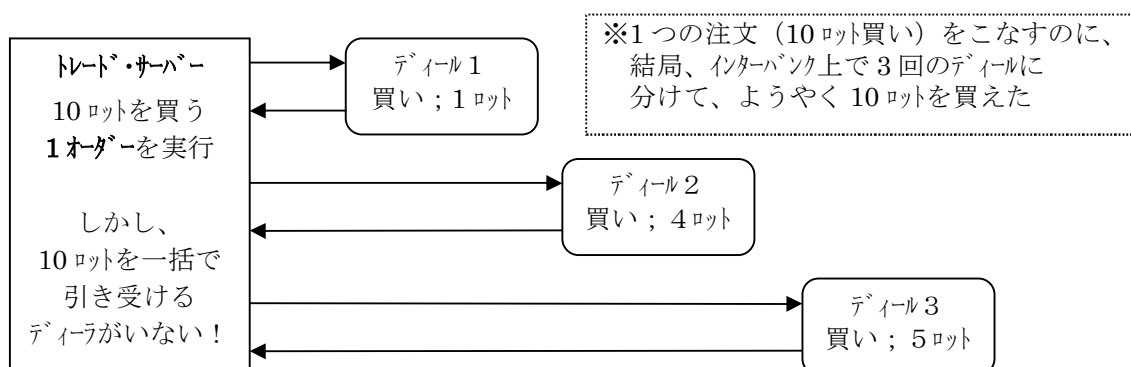 トレード・サーバー
10 ロットを買う
1オーダーを実行
しかし、
10 ロットを一括で
引き受ける
ディーラがいない！
ディール1
買い；1ロット
ディール2
買い；4ロット
ディール3
買い；5ロット
※1つの注文（10ロット買い）をこなすのに、
結局、インターバンク上で3回のディールに
分けて、ようやく10ロットを買えた